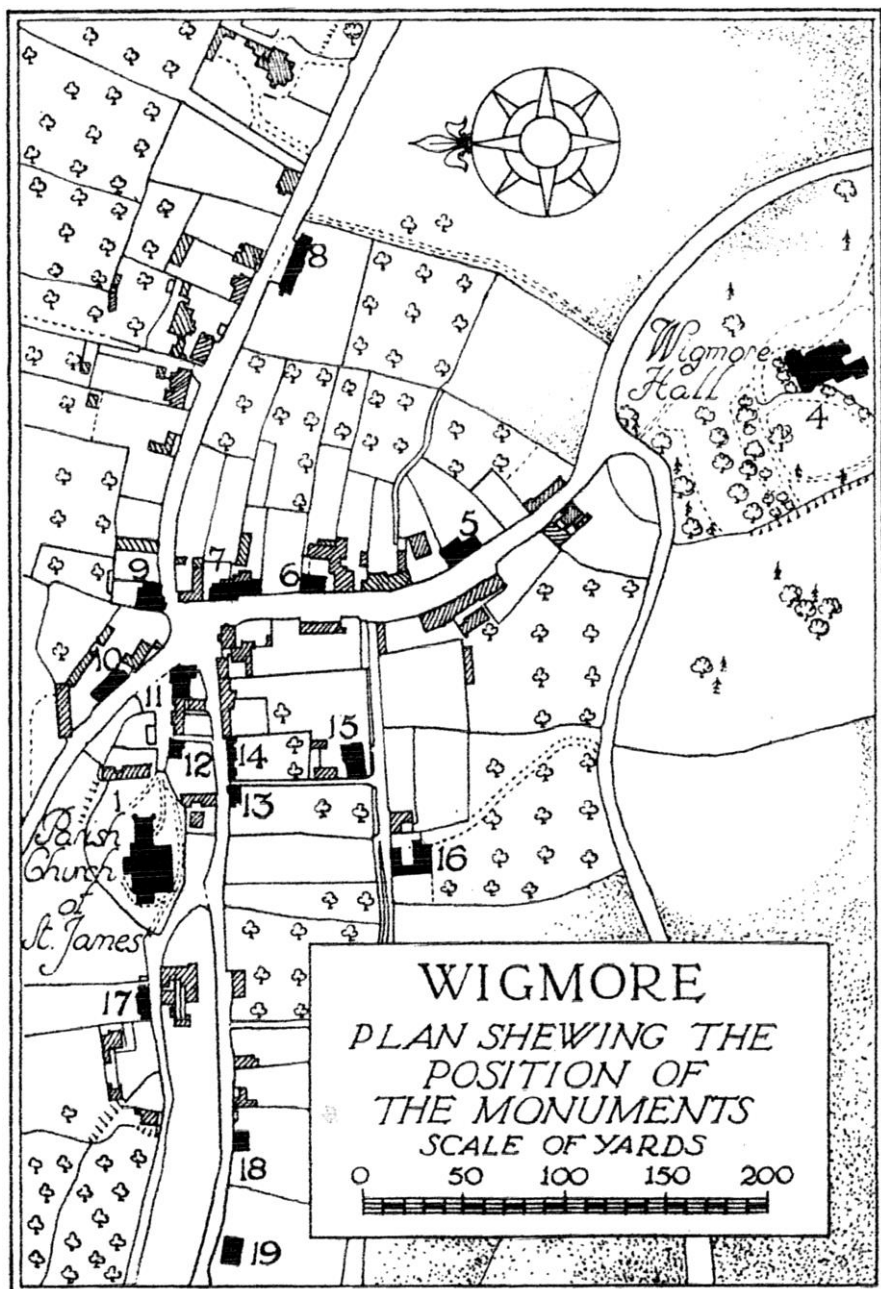 8
Wigmore
Hall
4
5
7
6
9
10
11
12
14
15
13
1
Parish
Church
of
St. James
16
17
18
19
WIGMORE
PLAN SHEWING THE
POSITION OF
THE MONUMENTS
SCALE OF YARDS
0 50 100 150 200